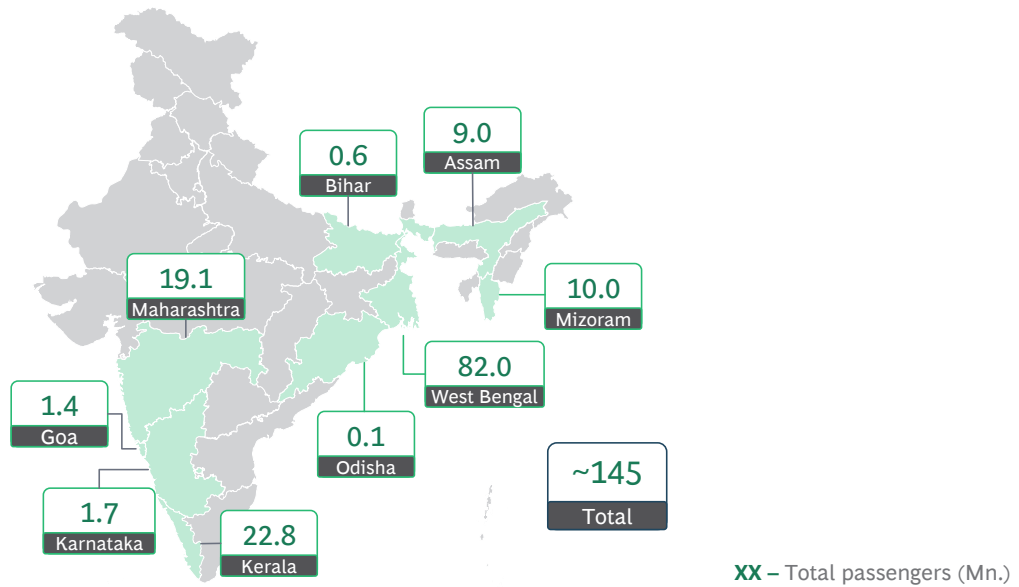 9.0
Assam
0.6
Bihar
19.1
Maharashtra
10.0
Mizoram
82.0
West Bengal
1.4
Goa
0.1
Odisha
~145
Total
1.7
Karnataka
22.8
Kerala
XX – Total passengers (Mn.)